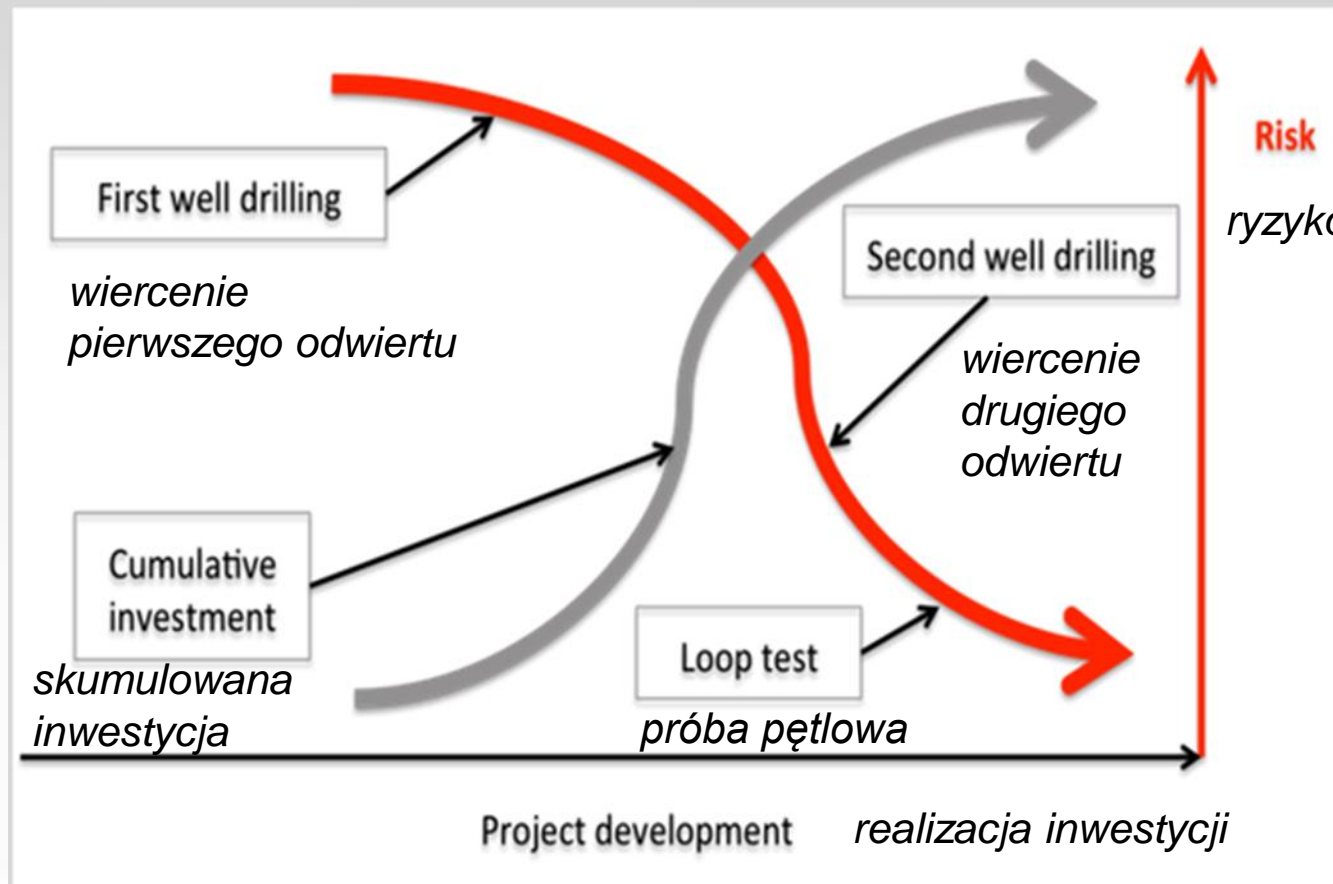 Risk
ryzyko
First well drilling
wiercenie
pierwszego odwiertu
Second well drilling
wiercenie
drugiego
odwiertu
Cumulative
investment
skumulowana
inwestycja
Loop test
próba pętlowa
Project development
realizacja inwestycji